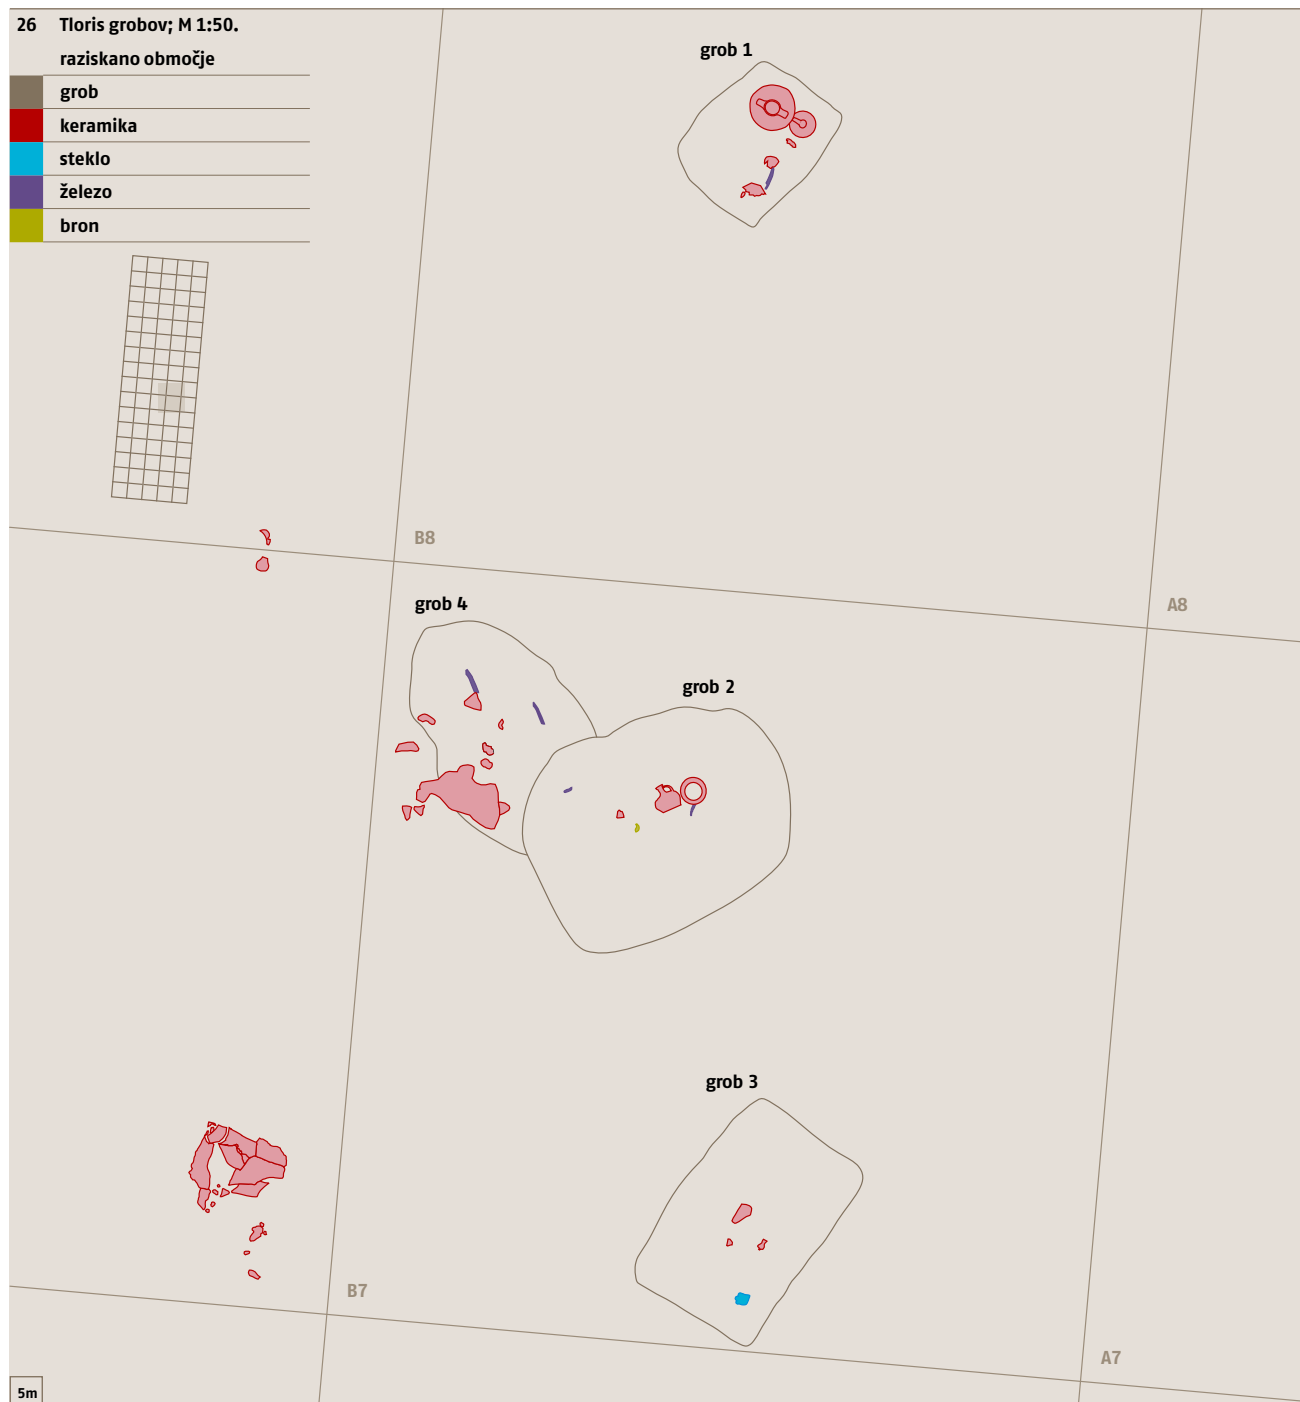 26 Tloris grobov; M 1:50.
raziskano območje
grob
keramika
steklo
železo
bron
grob 1
B8
A8
grob 4
grob 2
grob 3
B7
A7
5m